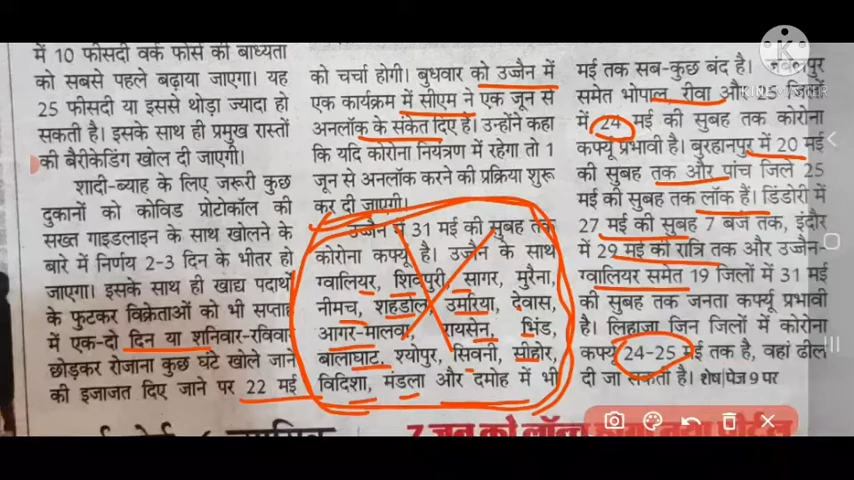 में 10 फीसदी वर्क फोर्स की बाध्यता
को सबसे पहले बढ़ाया जाएगा। यह
25 फीसदी या इससे थोड़ा ज्यादा हो
सकती है। इसके साथ ही प्रमुख रास्तों
की बैरीकेडिंग खोल दी जाएगी।
शादी-ब्याह के लिए जरूरी कुछ
दुकानों को कोविड प्रोटोकॉल की
सख्त गाइडलाइन के साथ खोलने के
बारे में निर्णय 2-3 दिन के भीतर हो
जाएगा। इसके साथ ही खाद्य पदार्थों
के फुटकर विक्रेताओं को भी सप्ताह
में एक-दो दिन या शनिवार-रविवार
छोड़कर रोजाना कुछ घंटे खोले जाने
की इजाजत दिए जाने पर 22 मई
को चर्चा होगी। बुधवार को उज्जैन में
एक कार्यक्रम में सीएम ने एक जून से
अनलॉक के संकेत दिए है। उन्होंने कहा
कि यदि कोरोना नियंत्रण में रहेगा तो 1
जून से अनलॉक करने की प्रक्रिया शुरू
कर दी जाएगी।
उज्जैन में 31 मई की सुबह तक
कोरोना कर्फ्यू है। उज्जैन के साथ
ग्वालियर, शिवपुरी, सागर, मुरैना,
नीमच, शहडोल, उमरिया, देवास,
आगर-मालवा, रायसेन, भिंड,
बालाघाट, श्योपुर, सिवनी, सीहोर,
विदिशा, मंडला और दमोह में भी
मई तक सब-कुछ बंद है। जबलपुर
समेत भोपाल, रीवा और 25 जिलों
में 24 मई की सुबह तक कोरोना
कर्फ्यू प्रभावी है। बुरहानपुर में 20 मई
की सुबह तक और पांच जिले 25
मई की सुबह तक लॉक हैं। डिंडोरी में
27 मई की सुबह 7 बजे तक, इंदौर
में 29 मई की रात्रि तक और उज्जैन-
ग्वालियर समेत 19 जिलों में 31 मई
की सुबह तक जनता कर्फ्यू प्रभावी
है। लिहाजा जिन जिलों में कोरोना
कर्फ्यू 24-25 मई तक है, वहां ढील
दी जा सकती है। शेष|पेज 9 पर
7 जून को लॉन्च होगा नया पोर्टल